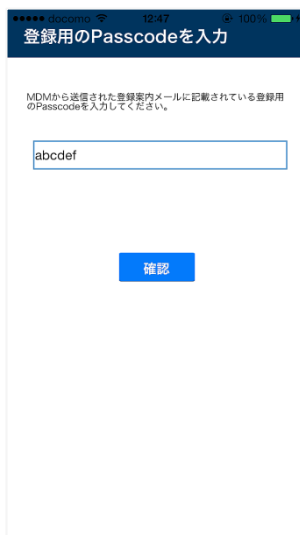 docomo 12:47 100%
登録用のPasscodeを入力
MDMから送信された登録案内メールに記載されている登録用
のPasscodeを入力してください。
abcdef
確認